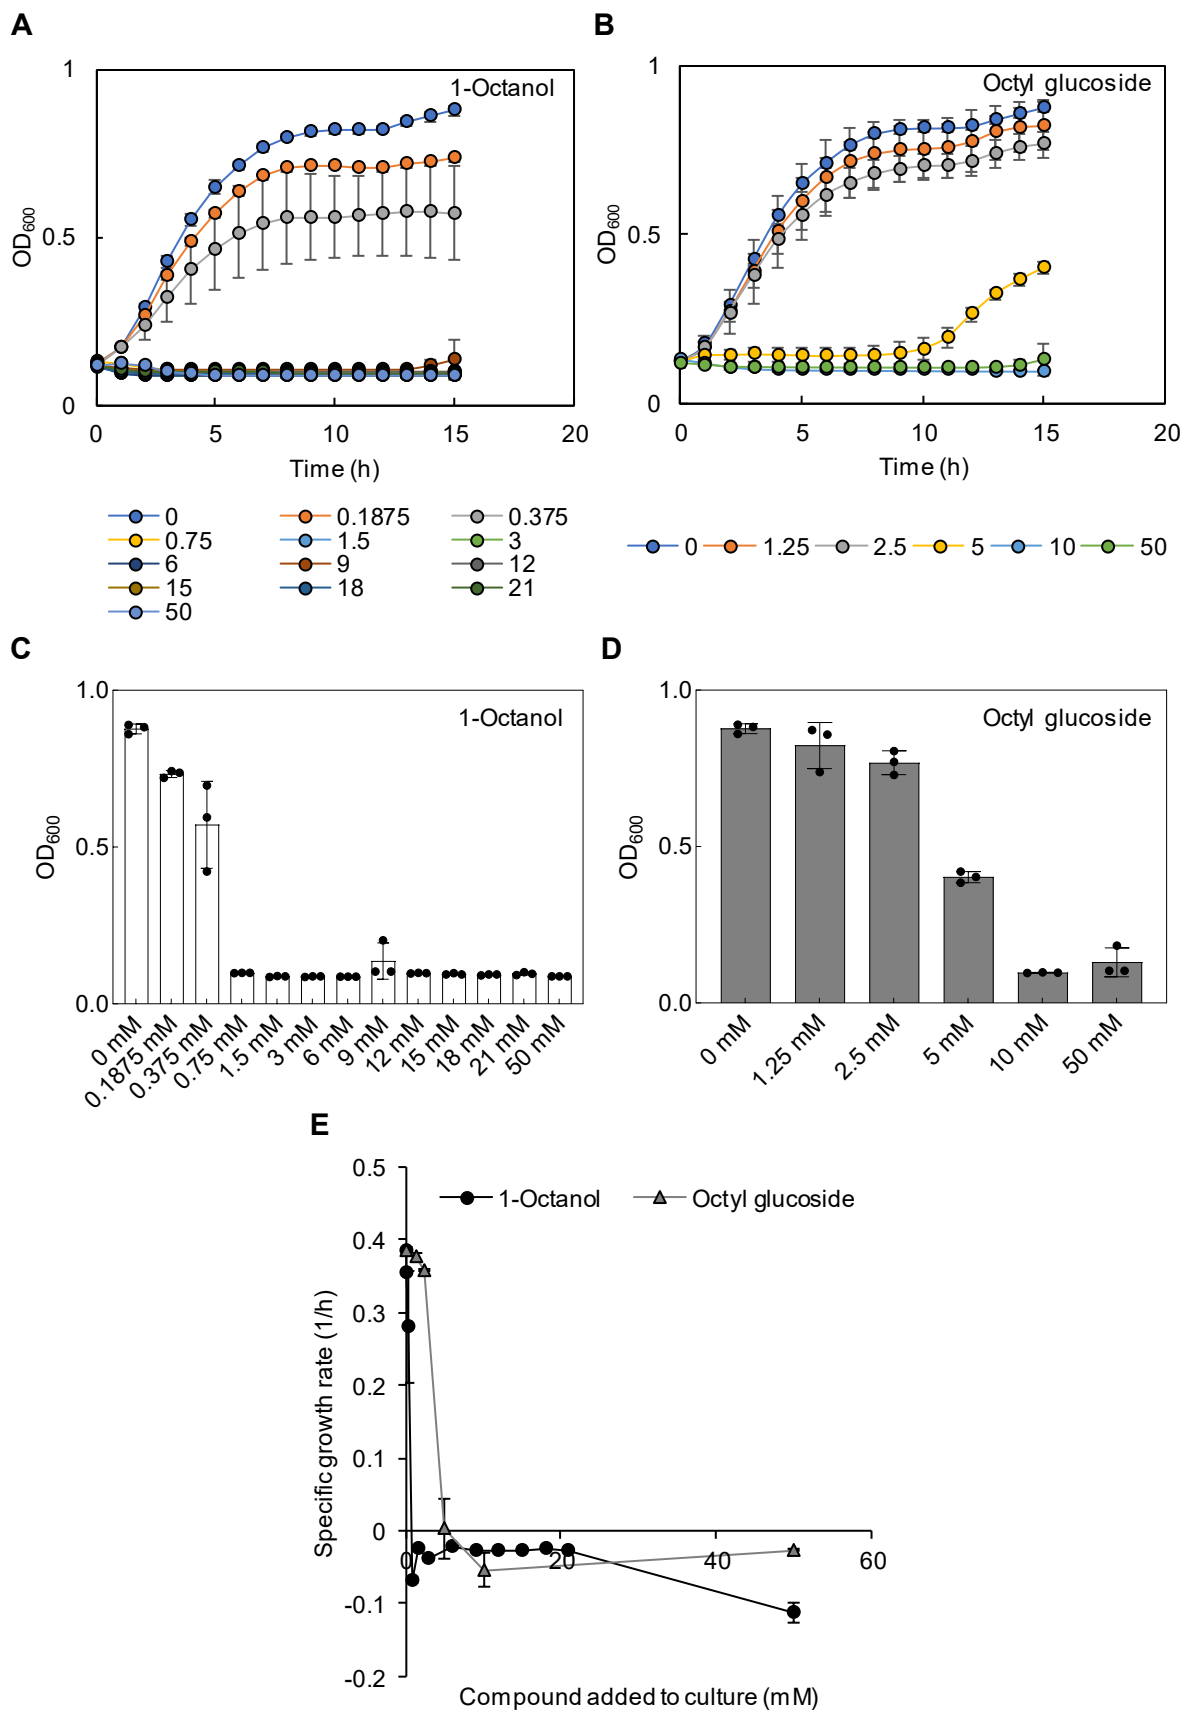 A
B
1
1-Octanol
0.5
0
OD600
0 5 10 15 20
Time (h)
1
Octyl glucoside
0.5
0
OD600
0 5 10 15 20
Time (h)
0 0.1875 0.375
0.75 1.5 3
6 9 12
15 18 21
50
0 1.25 2.5 5 10 50
C
D
1.0
1-Octanol
0.5
0.0
OD600
0 mM 0.1875 mM 0.375 mM 0.75 mM 1.5 mM 3 mM 6 mM 9 mM 12 mM 15 mM 18 mM 21 mM 50 mM
1.0
Octyl glucoside
0.5
0.0
OD600
0 mM 1.25 mM 2.5 mM 5 mM 10 mM 50 mM
E
0.5
1-Octanol Octyl glucoside
0.4
0.3
0.2
0.1
0
-0.1
-0.2
Specific growth rate (1/h)
0 20 40 60
Compound added to culture (mM)